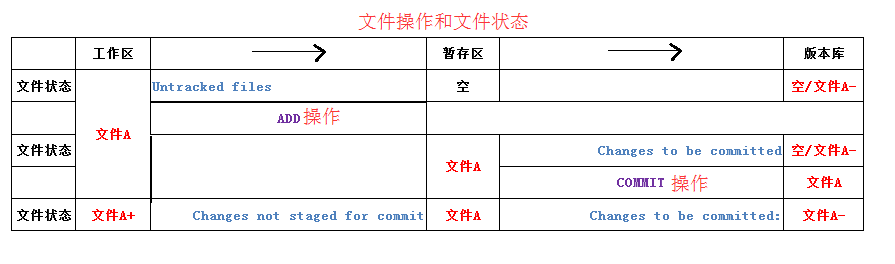 文件操作和文件状态
工作区 暂存区 版本库
文件状态 Untracked files 空 空/文件A-
文件A ADD操作
文件状态 文件A Changes to be committed 空/文件A-
COMMIT 操作 文件A
文件状态 文件A+ Changes not staged for commit 文件A Changes to be committed: 文件A-